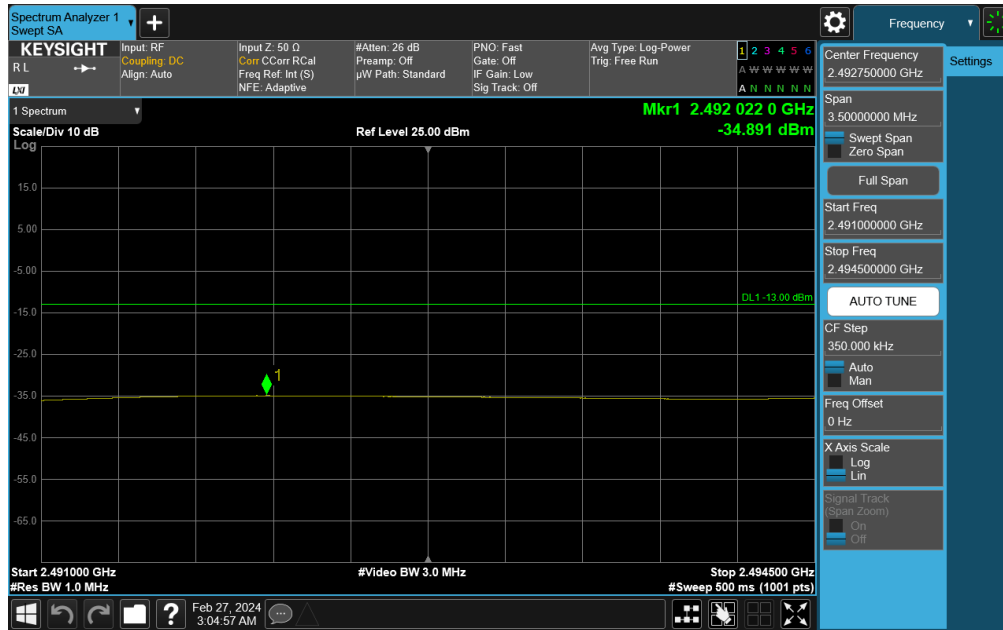 Spectrum Analyzer 1
Swept SA
Frequency
KEYSIGHT
R L
LXI
Input: RF
Coupling: DC
Align: Auto
Input Z: 50 Ω
Corr CCorr RCal
Freq Ref: Int (S)
NFE: Adaptive
#Atten: 26 dB
Preamp: Off
µW Path: Standard
PNO: Fast
Gate: Off
IF Gain: Low
Sig Track: Off
Avg Type: Log-Power
Trig: Free Run
1 2 3 4 5 6
A W W W W W
A N N N N N
1 Spectrum
Scale/Div 10 dB
Log
Ref Level 25.00 dBm
Mkr1 2.492 022 0 GHz
-34.891 dBm
15.0
5.00
-5.00
-15.0
-25.0
-35.0
-45.0
-55.0
-65.0
DL1 -13.00 dBm
1
Start 2.491000 GHz
#Res BW 1.0 MHz
#Video BW 3.0 MHz
Stop 2.494500 GHz
#Sweep 500 ms (1001 pts)
Feb 27, 2024
3:04:57 AM
?
Center Frequency
2.492750000 GHz
Span
3.50000000 MHz
Swept Span
Zero Span
Full Span
Start Freq
2.491000000 GHz
Stop Freq
2.494500000 GHz
AUTO TUNE
CF Step
350.000 kHz
Auto
Man
Freq Offset
0 Hz
X Axis Scale
Log
Lin
Signal Track
(Span Zoom)
On
Off
Settings